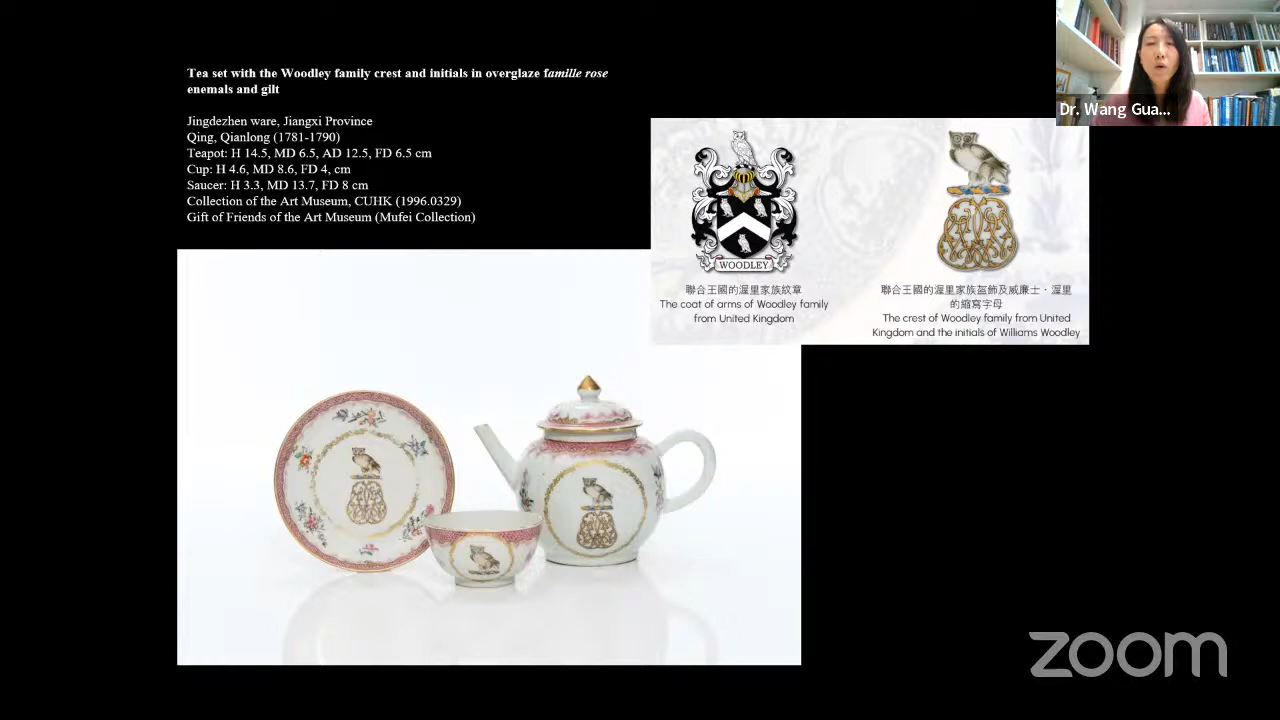 Tea set with the Woodley family crest and initials in overglaze famille rose
enemals and gilt
Jingdezhen ware, Jiangxi Province
Qing, Qianlong (1781-1790)
Teapot: H 14.5, MD 6.5, AD 12.5, FD 6.5 cm
Cup: H 4.6, MD 8.6, FD 4, cm
Saucer: H 3.3, MD 13.7, FD 8 cm
Collection of the Art Museum, CUHK (1996.0329)
Gift of Friends of the Art Museum (Mufei Collection)
Dr. Wang Gua...
WOODLEY
聯合王國的渥里家族紋章
The coat of arms of Woodley family
from United Kingdom
聯合王國的渥里家族盔飾及威廉士·渥里
的縮寫字母
The crest of Woodley family from United
Kingdom and the initials of Williams Woodley
zoom